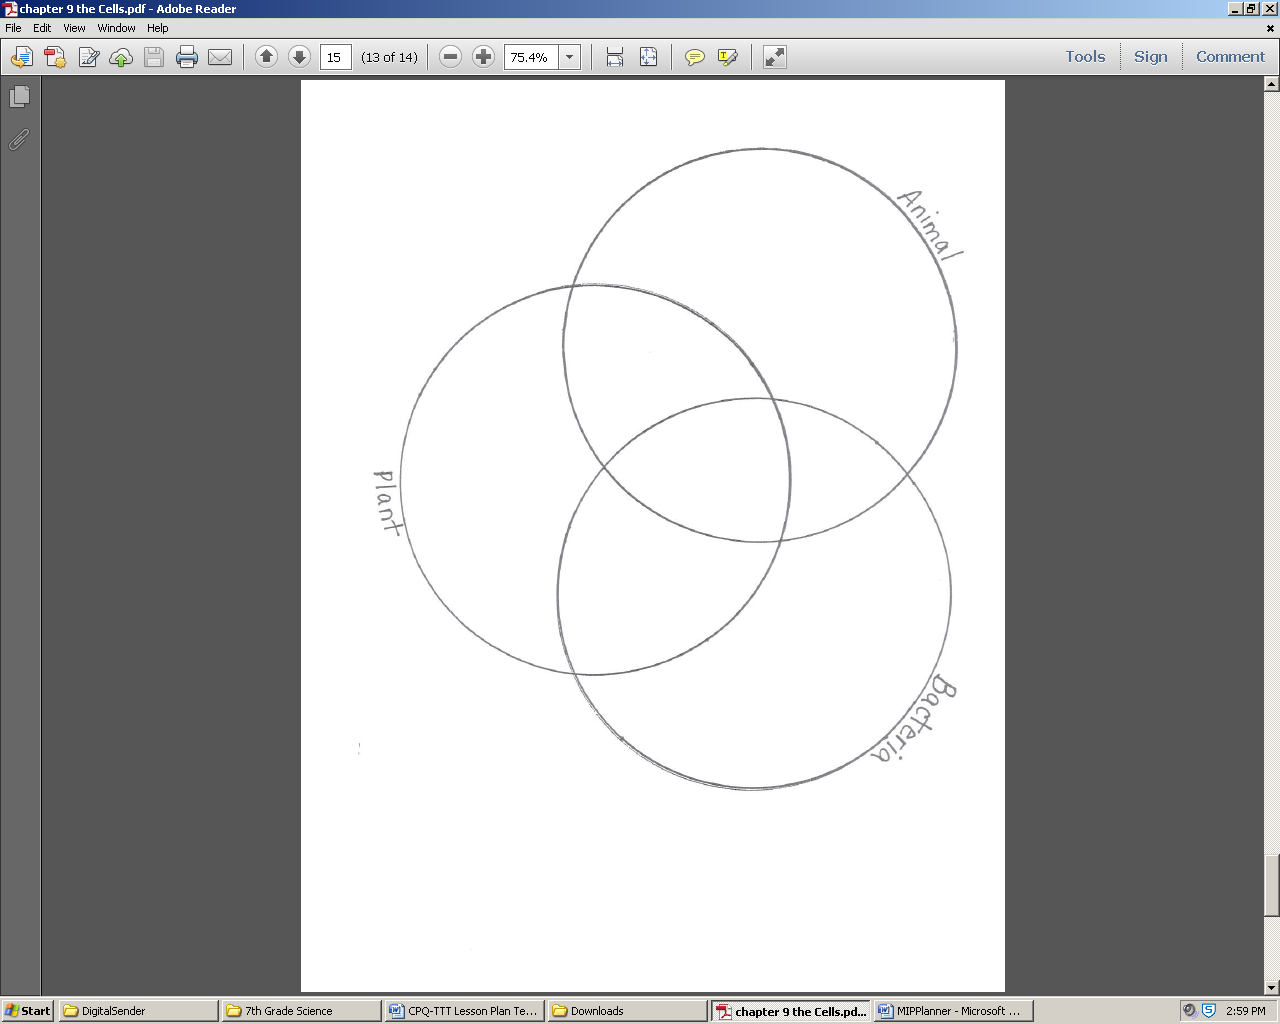 chapter 9 the Cells.pdf - Adobe Reader
File Edit View Window Help
15 (13 of 14) 75.4% Tools Sign Comment
Animal
Plant
Bacteria
Start DigitalSender 7th Grade Science CPQ-TTT Lesson Plan Te... Downloads chapter 9 the Cells.pd... MIPPlanner - Microsoft ... 2:59 PM